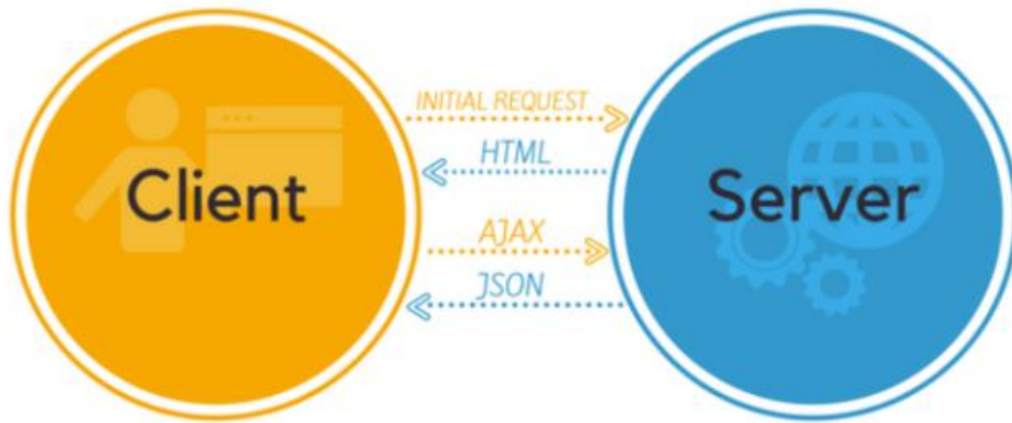 Client
INITIAL REQUEST
HTML
AJAX
JSON
Server